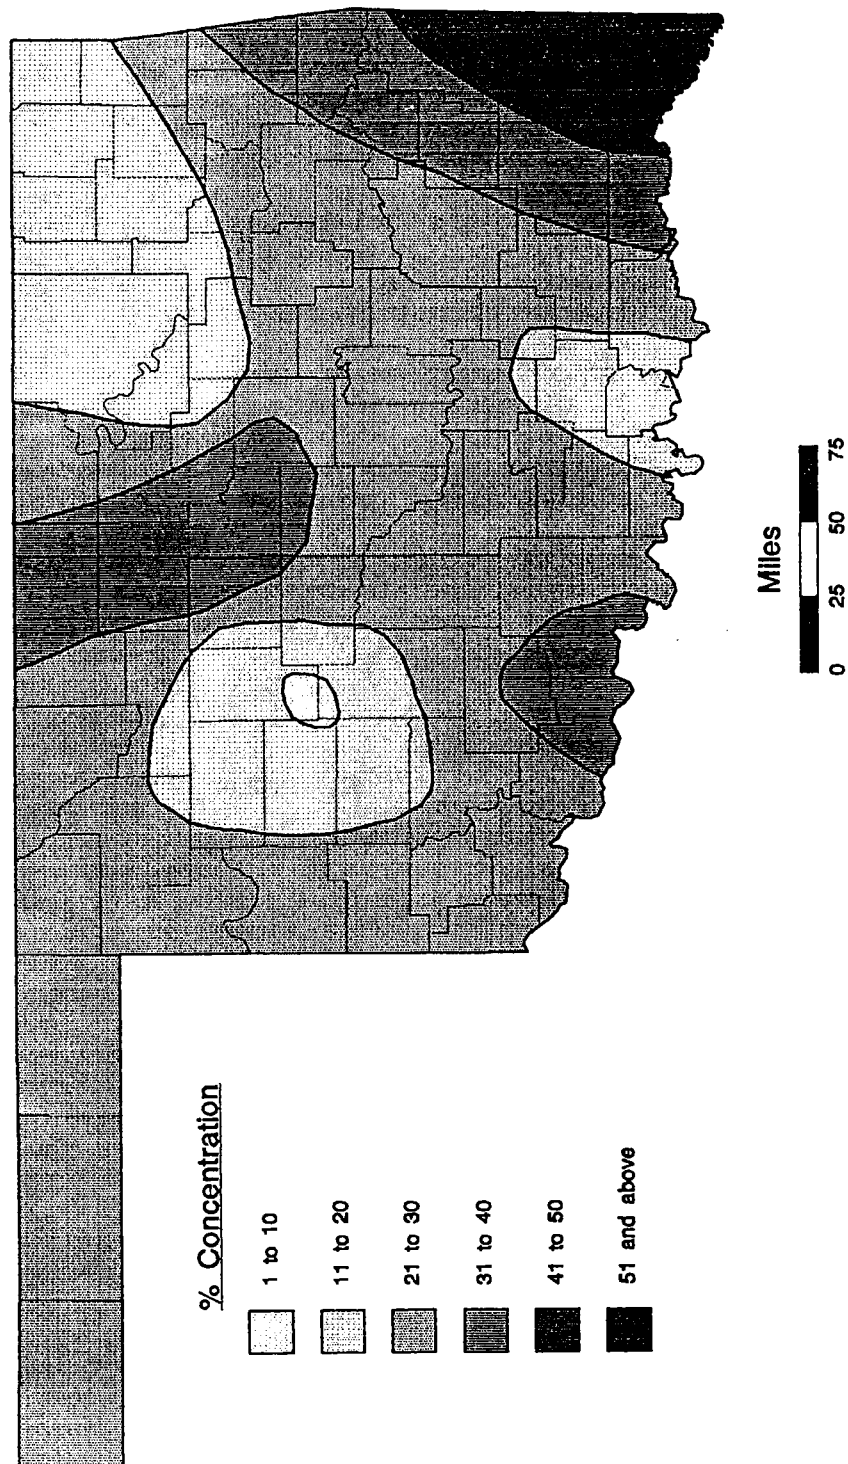 % Concentration
1 to 10
11 to 20
21 to 30
31 to 40
41 to 50
51 and above
Miles
0 25 50 75